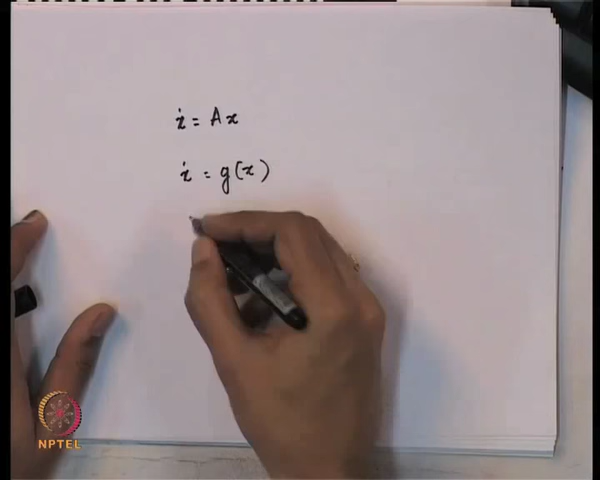 ẋ = Ax
ẋ = g(x)
NPTEL